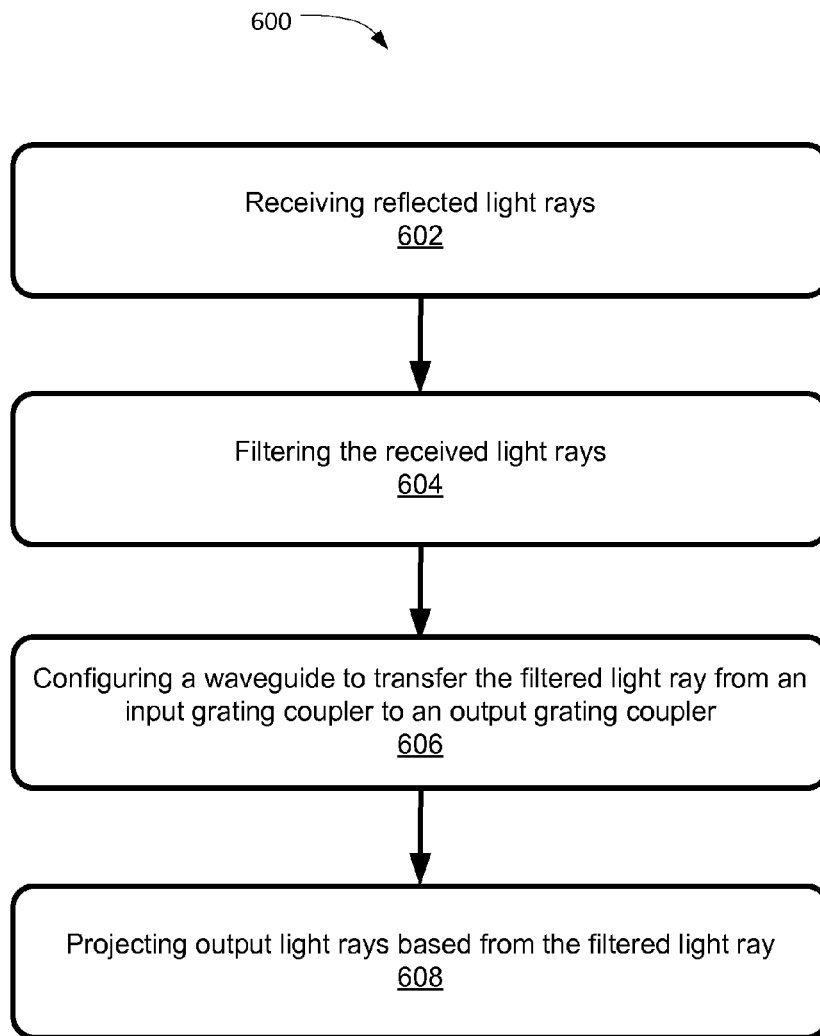 600
Receiving reflected light rays
602
Filtering the received light rays
604
Configuring a waveguide to transfer the filtered light ray from an
input grating coupler to an output grating coupler
606
Projecting output light rays based from the filtered light ray
608